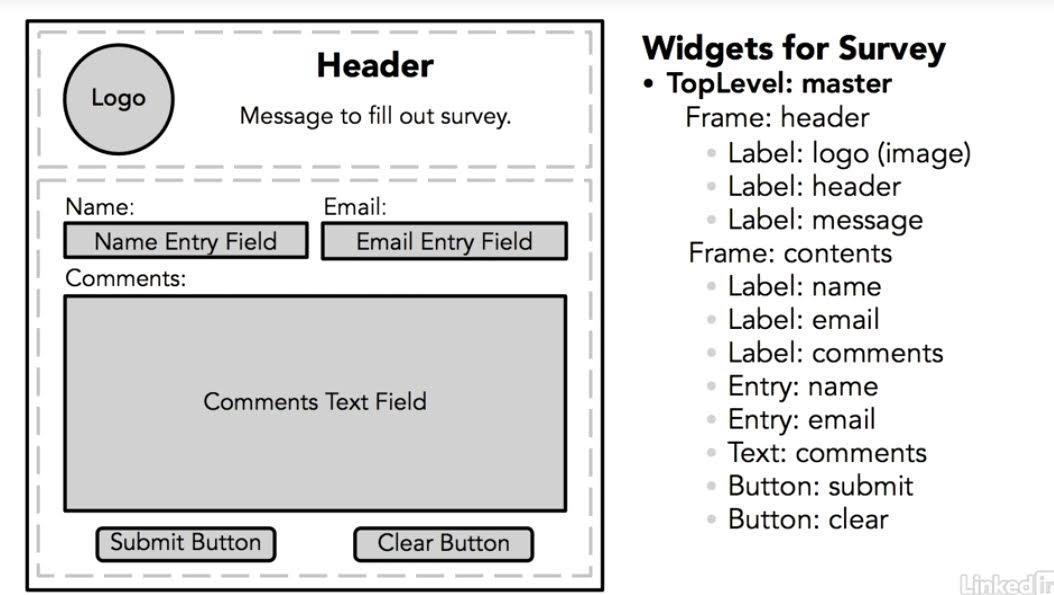 Logo
Header
Message to fill out survey.
Name:
Email:
Name Entry Field
Email Entry Field
Comments:
Comments Text Field
Submit Button
Clear Button
Widgets for Survey
• TopLevel: master
Frame: header
• Label: logo (image)
• Label: header
• Label: message
Frame: contents
• Label: name
• Label: email
• Label: comments
• Entry: name
• Entry: email
• Text: comments
• Button: submit
• Button: clear
Linked in